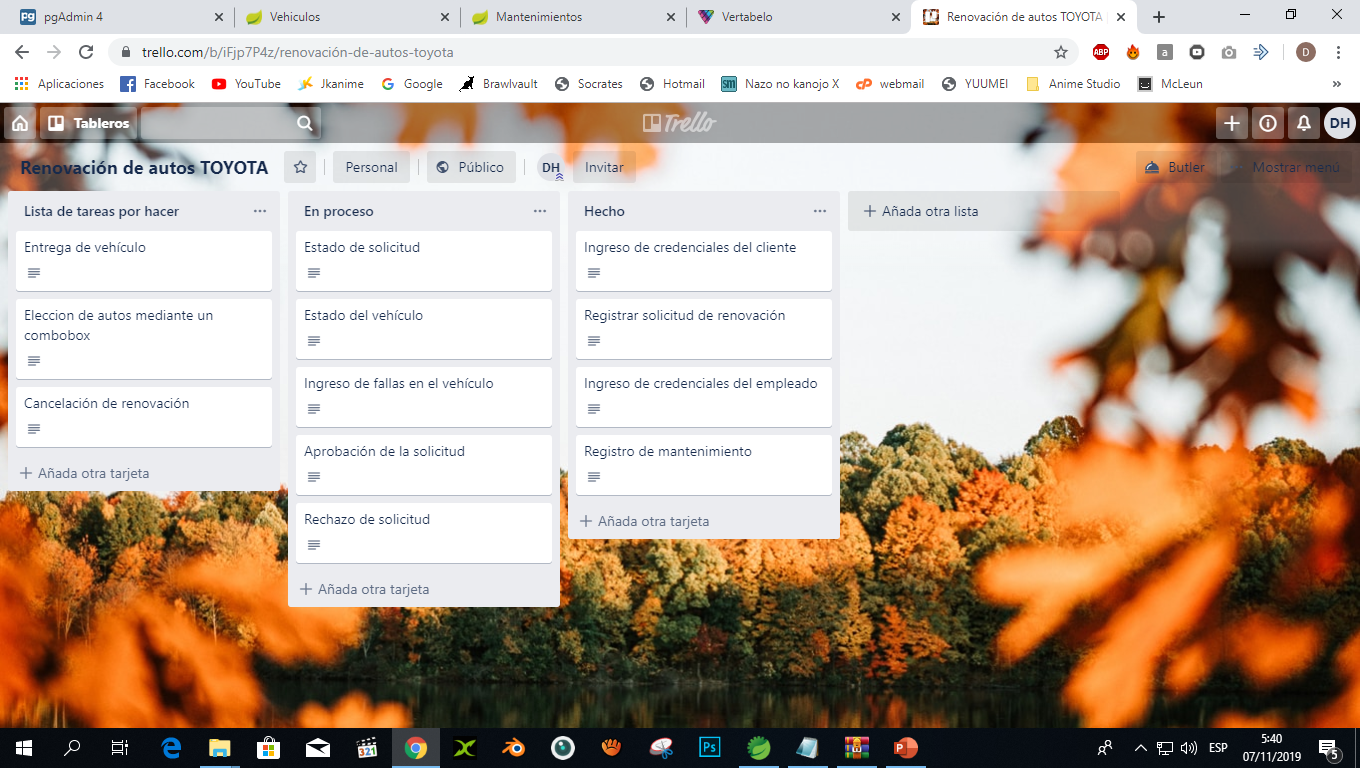 pgAdmin 4
Vehiculos
Mantenimientos
Vertabelo
Renovación de autos TOYOTA
trello.com/b/iFjp7P4z/renovación-de-autos-toyota
ABP
a
D
Aplicaciones
Facebook
YouTube
Jkanime
Google
Brawlvault
Socrates
Hotmail
sm
Nazo no kanojo X
cP
webmail
YUUMEI
Anime Studio
McLeun
»
Tableros
Trello
DH
Renovación de autos TOYOTA
Personal
Público
DH
Invitar
Butler
Mostrar menú
Lista de tareas por hacer
Entrega de vehículo
Eleccion de autos mediante un
combobox
Cancelación de renovación
+ Añada otra tarjeta
En proceso
Estado de solicitud
Estado del vehículo
Ingreso de fallas en el vehículo
Aprobación de la solicitud
Rechazo de solicitud
+ Añada otra tarjeta
Hecho
Ingreso de credenciales del cliente
Registrar solicitud de renovación
Ingreso de credenciales del empleado
Registro de mantenimiento
+ Añada otra tarjeta
+ Añada otra lista
321
Ps
ESP
5:40
07/11/2019
5